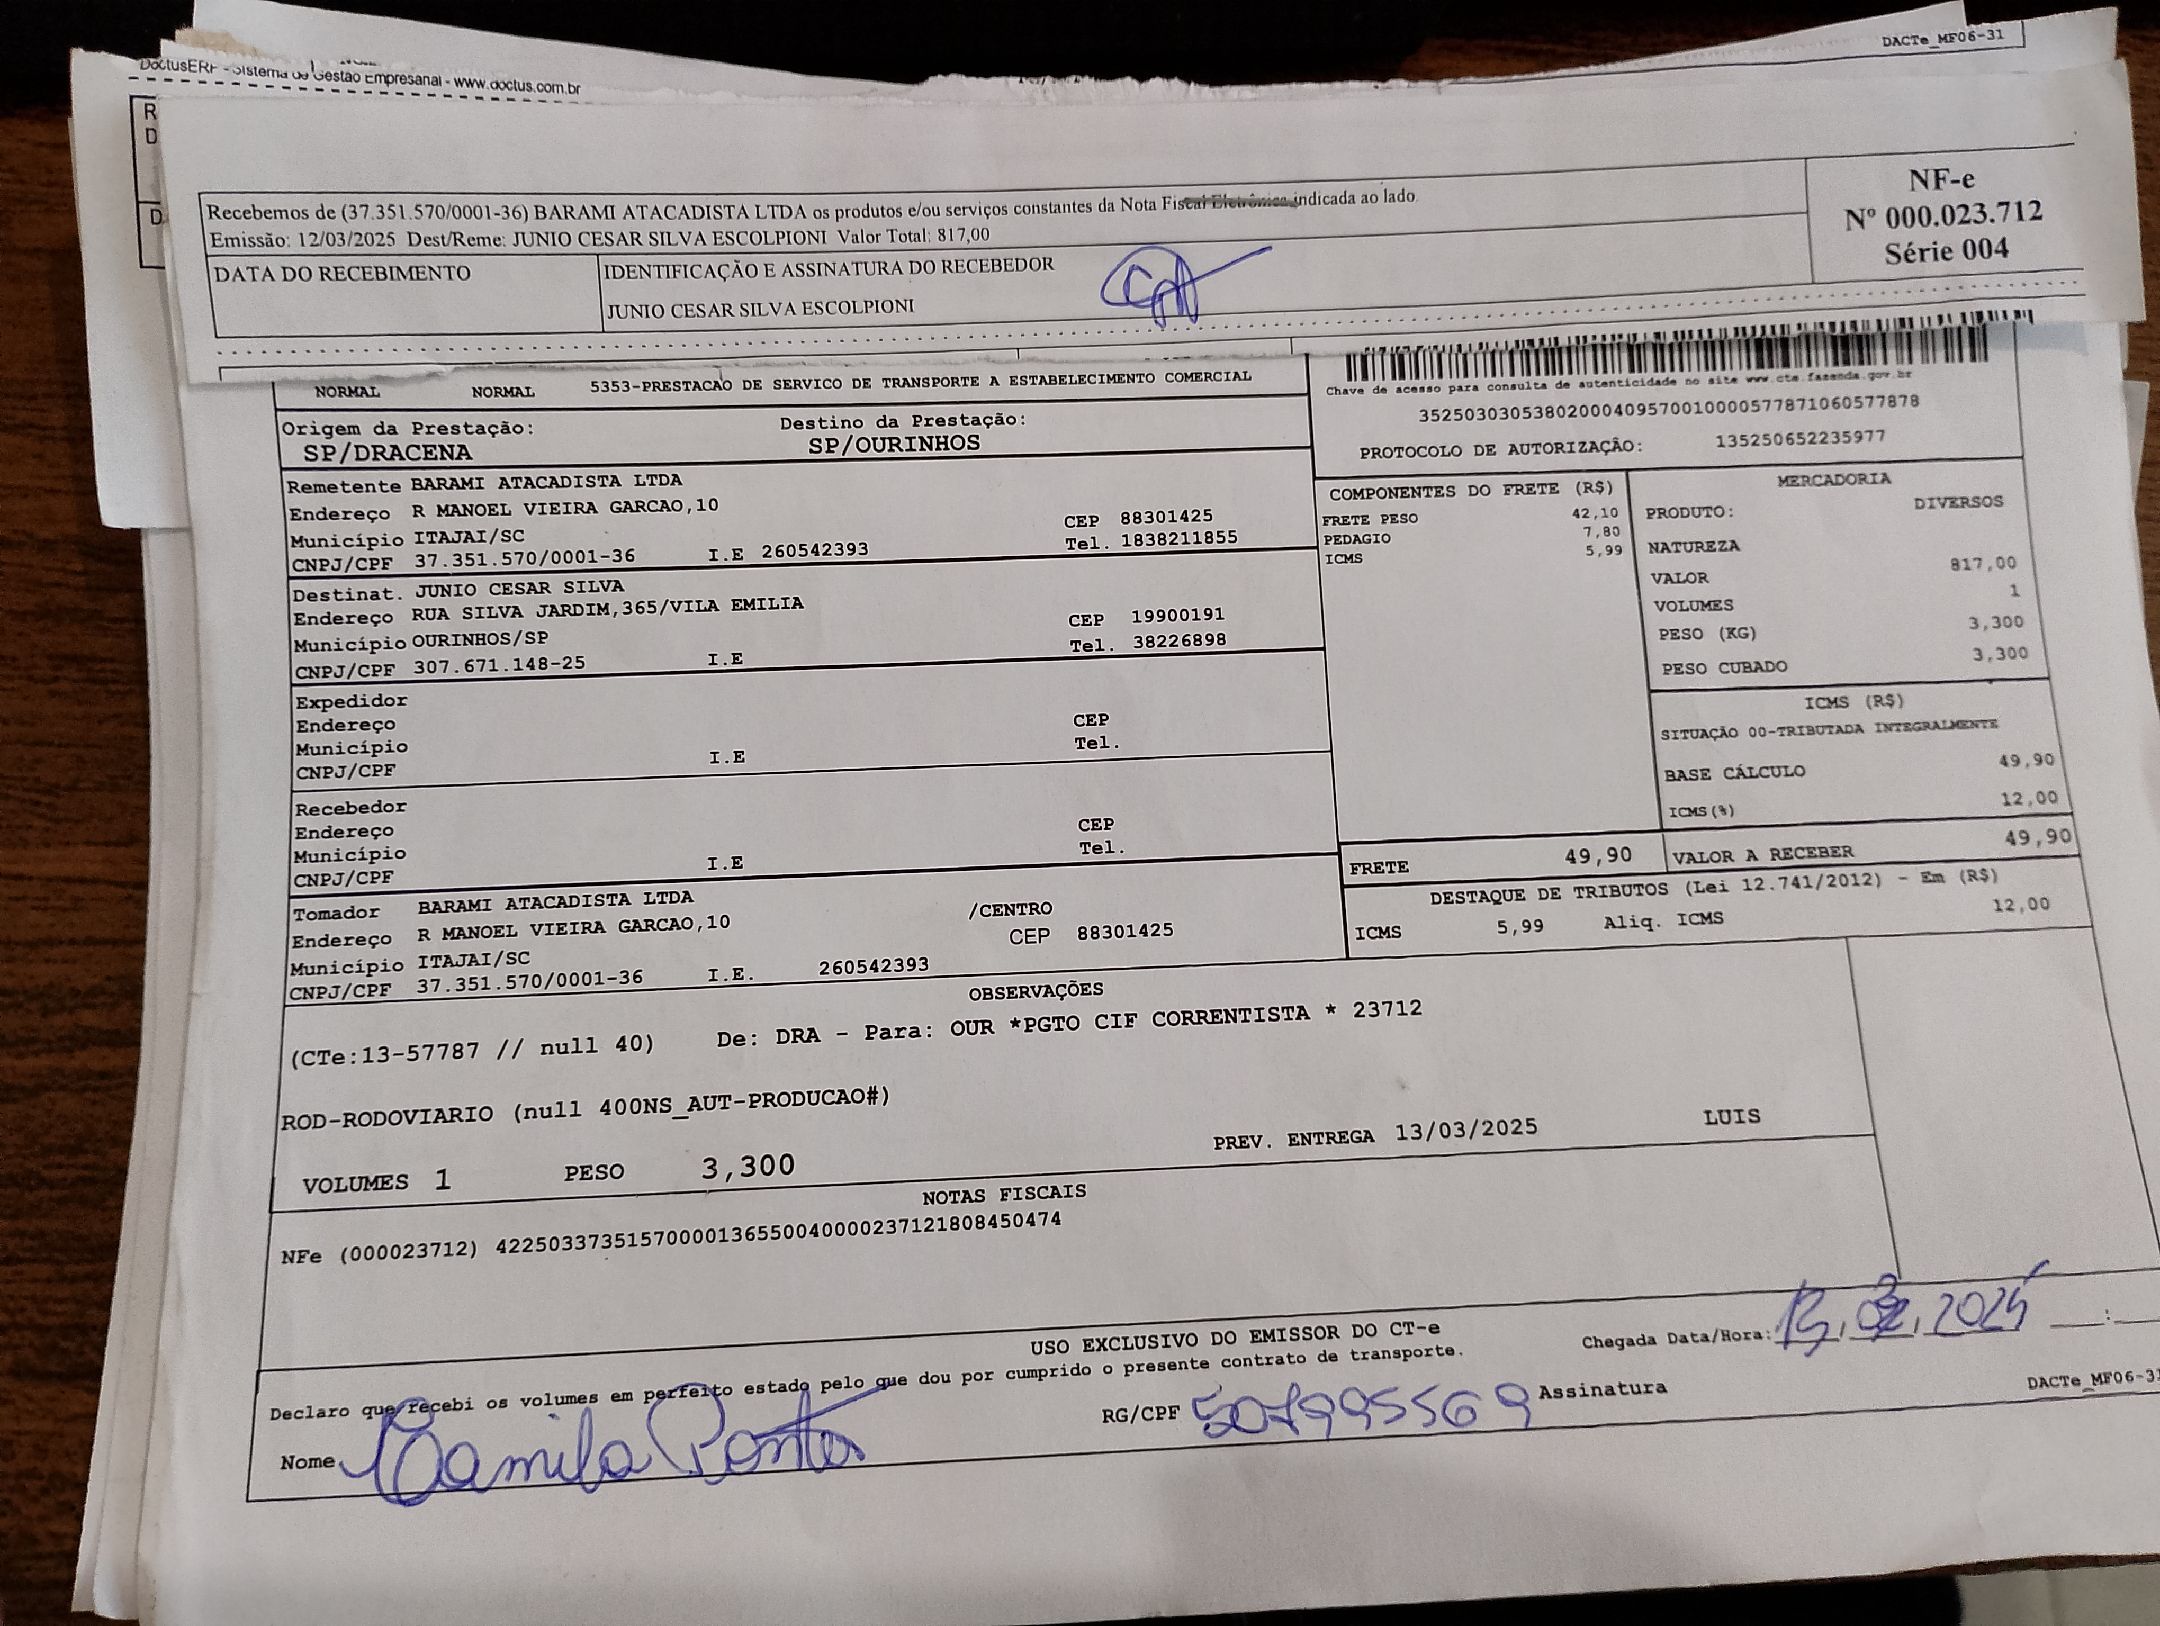 DACTe_MF06-31
DoctusERP - Sistema de Gestão Empresarial - www.doctus.com.br
R
D
D
Recebemos de (37.351.570/0001-36) BARAMI ATACADISTA LTDA os produtos e/ou serviços constantes da Nota Fiscal Eletrônica indicada ao lado.
Emissão: 12/03/2025 Dest/Reme: JUNIO CESAR SILVA ESCOLPIONI Valor Total: 817,00
DATA DO RECEBIMENTO
IDENTIFICAÇÃO E ASSINATURA DO RECEBEDOR
JUNIO CESAR SILVA ESCOLPIONI
NF-e
Nº 000.023.712
Série 004
NORMAL NORMAL 5353-PRESTACAO DE SERVICO DE TRANSPORTE A ESTABELECIMENTO COMERCIAL
Chave de acesso para consulta de autenticidade no site www.cte.fazenda.gov.br
35250303053802000409570010000577871060577878
PROTOCOLO DE AUTORIZAÇÃO: 135250652235977
Origem da Prestação: Destino da Prestação:
SP/DRACENA SP/OURINHOS
Remetente BARAMI ATACADISTA LTDA
Endereço R MANOEL VIEIRA GARCAO,10 CEP 88301425
Município ITAJAI/SC Tel. 1838211855
CNPJ/CPF 37.351.570/0001-36 I.E 260542393
Destinat. JUNIO CESAR SILVA
Endereço RUA SILVA JARDIM,365/VILA EMILIA CEP 19900191
Município OURINHOS/SP Tel. 38226898
CNPJ/CPF 307.671.148-25 I.E
Expedidor
Endereço CEP
Município Tel.
CNPJ/CPF I.E
Recebedor
Endereço CEP
Município Tel.
CNPJ/CPF I.E
Tomador BARAMI ATACADISTA LTDA /CENTRO
Endereço R MANOEL VIEIRA GARCAO,10 CEP 88301425
Município ITAJAI/SC
CNPJ/CPF 37.351.570/0001-36 I.E. 260542393
COMPONENTES DO FRETE (R$)
FRETE PESO 42,10
PEDAGIO 7,80
ICMS 5,99
MERCADORIA
PRODUTO: DIVERSOS
NATUREZA
VALOR 817,00
VOLUMES 1
PESO (KG) 3,300
PESO CUBADO 3,300
ICMS (R$)
SITUAÇÃO 00-TRIBUTADA INTEGRALMENTE
BASE CÁLCULO 49,90
ICMS(%) 12,00
FRETE 49,90 VALOR A RECEBER 49,90
DESTAQUE DE TRIBUTOS (Lei 12.741/2012) - Em (R$)
ICMS 5,99 Aliq. ICMS 12,00
OBSERVAÇÕES
(CTe:13-57787 // null 40) De: DRA - Para: OUR *PGTO CIF CORRENTISTA * 23712
ROD-RODOVIARIO (null 400NS_AUT-PRODUCAO#)
VOLUMES 1 PESO 3,300 PREV. ENTREGA 13/03/2025 LUIS
NOTAS FISCAIS
NFe (000023712) 42250337351570000136550040000237121808450474
USO EXCLUSIVO DO EMISSOR DO CT-e
Declaro que recebi os volumes em perfeito estado pelo que dou por cumprido o presente contrato de transporte.
Chegada Data/Hora: 2025 :
Nome Camila RG/CPF 507995569 Assinatura
DACTe_MF06-31